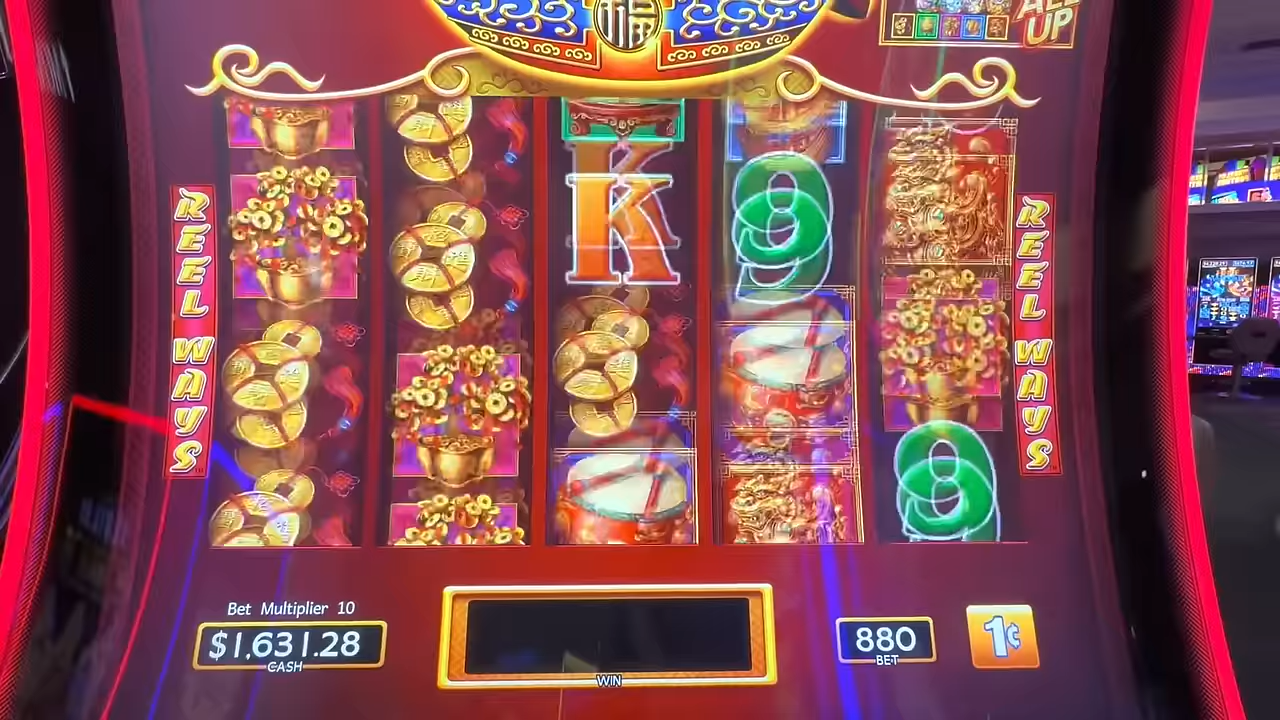 福
ALL
UP
REEL WAYS
K
9
REEL WAYS
9
Bet Multiplier 10
$1,631.28
CASH
WIN
880
BET
1¢